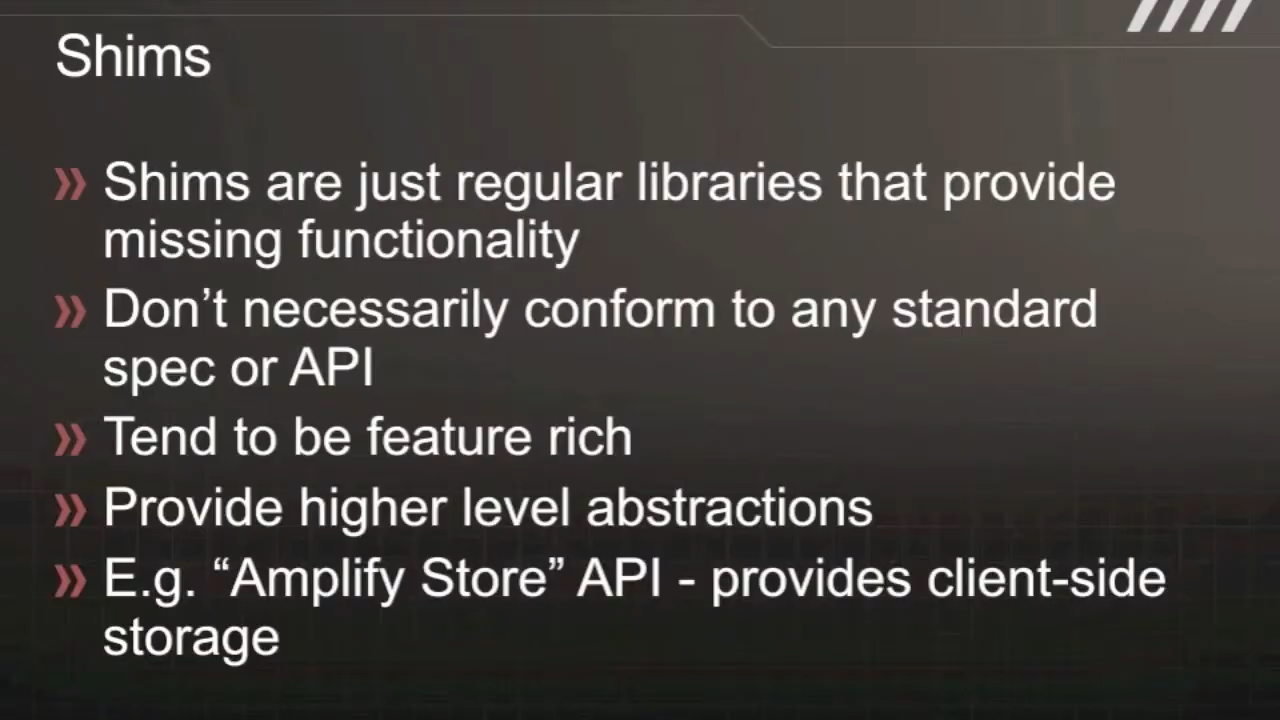 Shims
» Shims are just regular libraries that provide
missing functionality
» Don’t necessarily conform to any standard
spec or API
» Tend to be feature rich
» Provide higher level abstractions
» E.g. “Amplify Store” API - provides client-side
storage